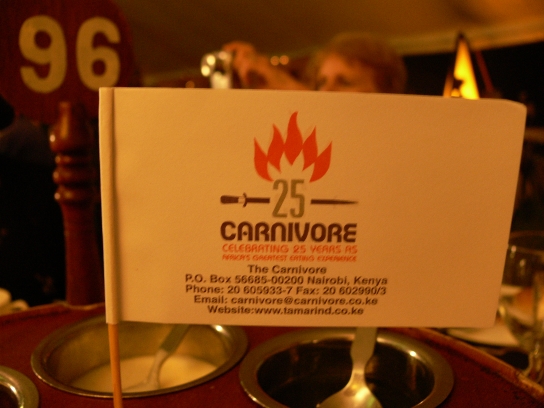 96
25
CARNIVORE
CELEBRATING 25 YEARS AS
AFRICA'S GREATEST EATING EXPERIENCE
The Carnivore
P.O. Box 56685-00200 Nairobi, Kenya
Phone: 20 605933-7 Fax: 20 602990/3
Email: carnivore@carnivore.co.ke
Website:www.tamarind.co.ke